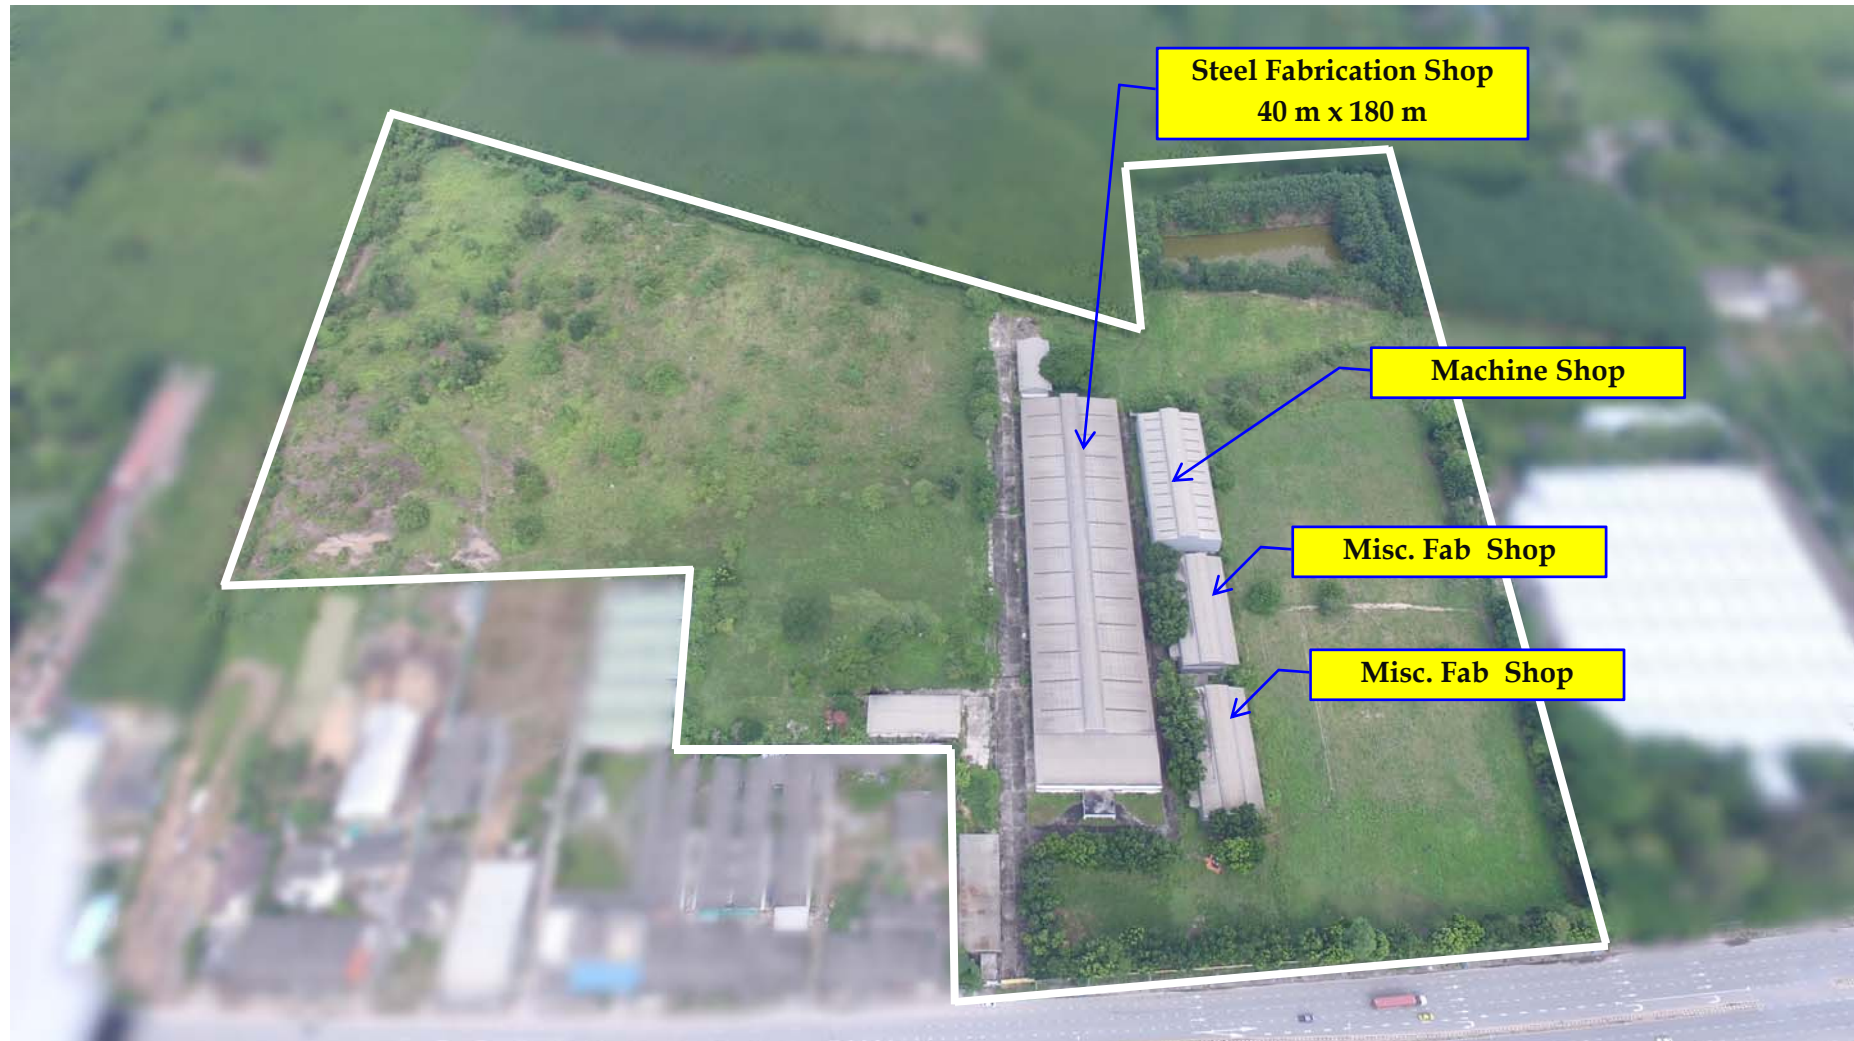 Steel Fabrication Shop
40 m x 180 m
Machine Shop
Misc. Fab  Shop
Misc. Fab  Shop